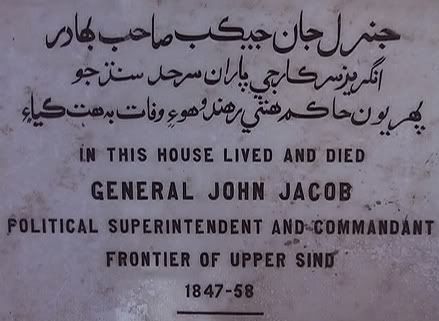 جنرل جان جيڪب صاحب بهادر
انگريز سرڪار جي پاران سرحد سنڌ جو
پهريون حاڪم هتي رهندو هو ۽ وفات به هت ڪياءِ
IN THIS HOUSE LIVED AND DIED
GENERAL JOHN JACOB
POLITICAL SUPERINTENDENT AND COMMANDANT
FRONTIER OF UPPER SIND
1847-58